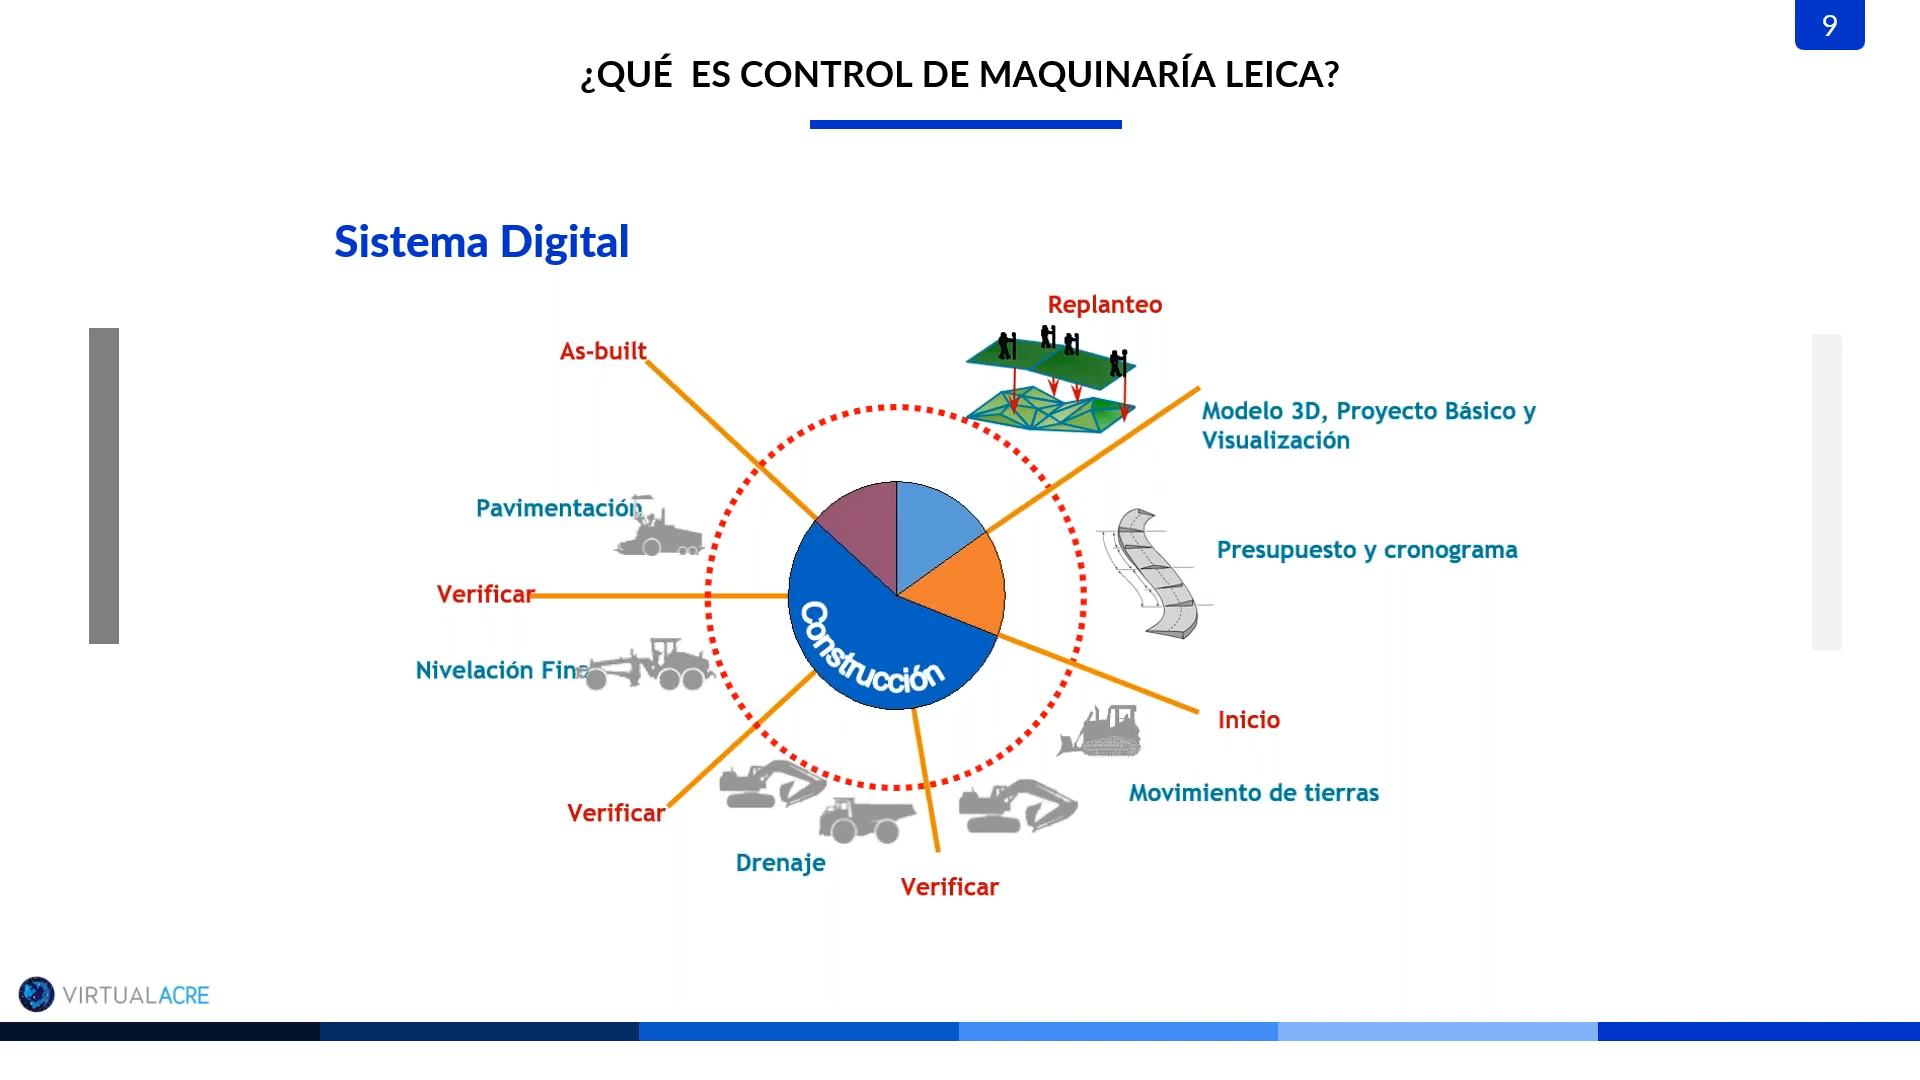 9
¿QUÉ  ES CONTROL DE MAQUINARÍA LEICA?
Sistema Digital
Replanteo
As-built
Modelo 3D, Proyecto Básico y
Visualización
Pavimentación
Presupuesto y cronograma
Verificar
Construcción
Nivelación Fina
Inicio
Movimiento de tierras
Verificar
Drenaje
Verificar
VIRTUALACRE